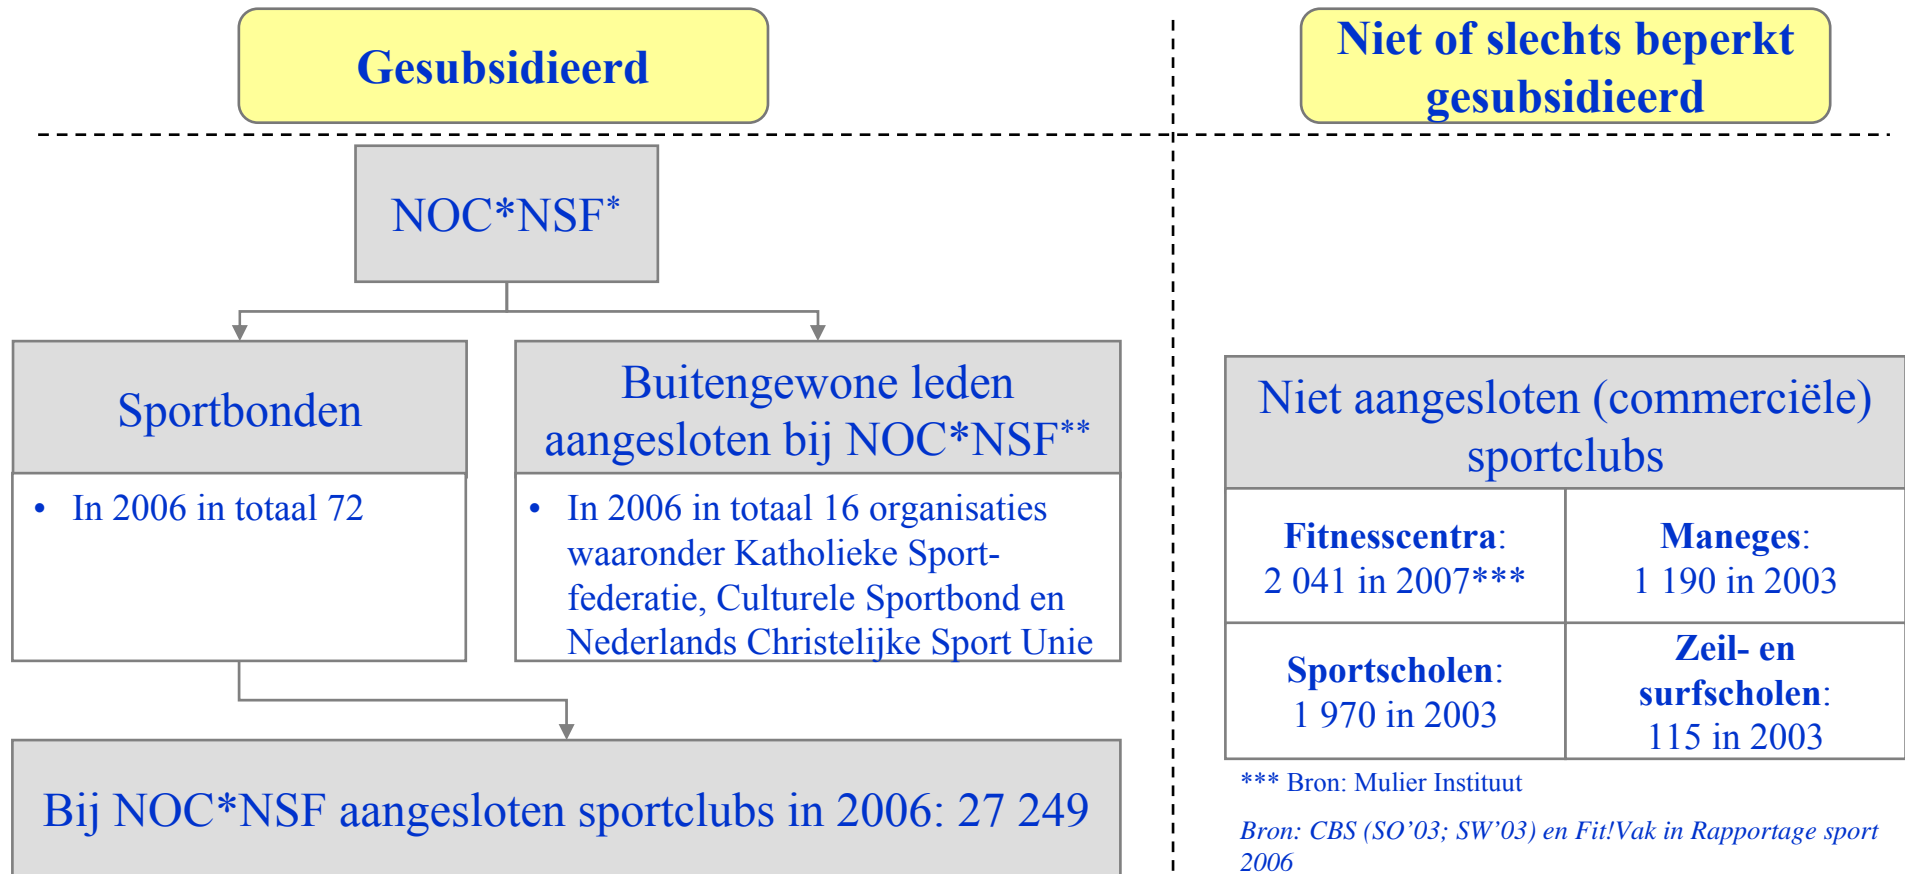 Gesubsidieerd
Niet of slechts beperkt
gesubsidieerd
NOC*NSF*
Sportbonden
• In 2006 in totaal 72
Buitengewone leden
aangesloten bij NOC*NSF**
• In 2006 in totaal 16 organisaties
waaronder Katholieke Sport-
federatie, Culturele Sportbond en
Nederlands Christelijke Sport Unie
Bij NOC*NSF aangesloten sportclubs in 2006: 27 249
Niet aangesloten (commerciële)
sportclubs
Fitnesscentra:
2 041 in 2007***
Maneges:
1 190 in 2003
Sportscholen:
1 970 in 2003
Zeil- en
surfscholen:
115 in 2003
*** Bron: Mulier Instituut
Bron: CBS (SO’03; SW’03) en Fit!Vak in Rapportage sport
2006